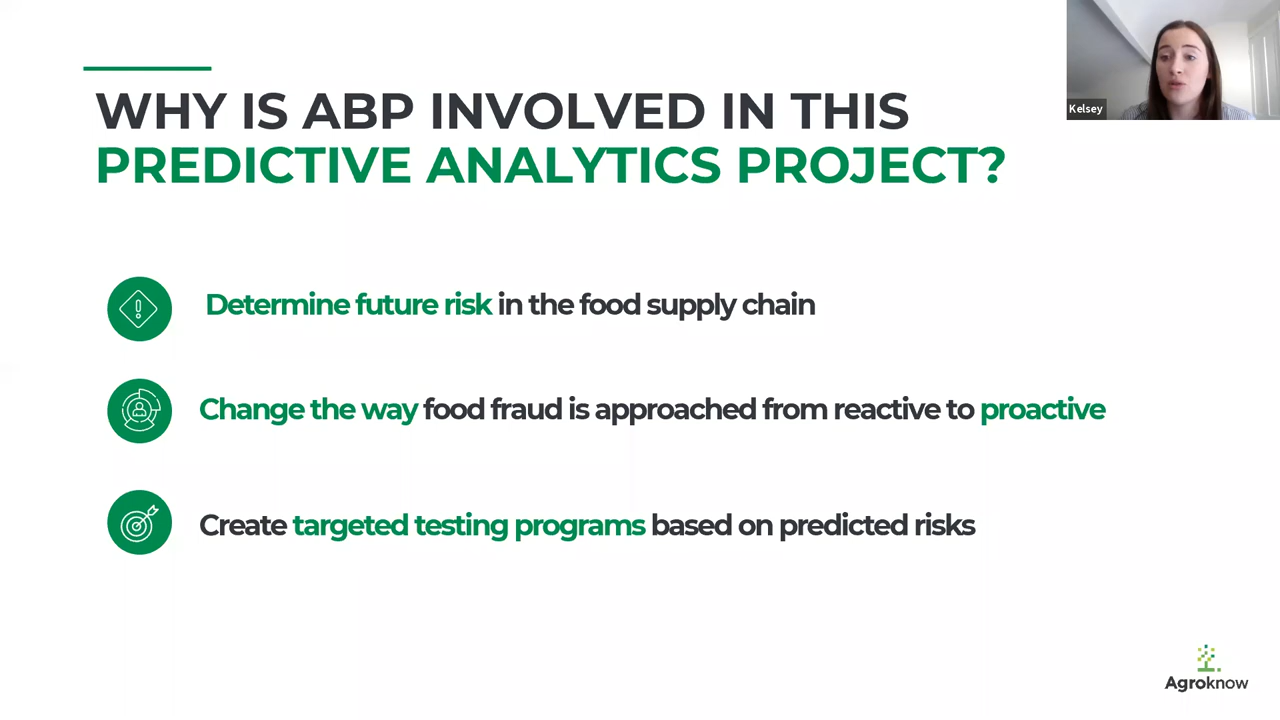 Kelsey
WHY IS ABP INVOLVED IN THIS
PREDICTIVE ANALYTICS PROJECT?
Determine future risk in the food supply chain
Change the way food fraud is approached from reactive to proactive
Create targeted testing programs based on predicted risks
Agroknow